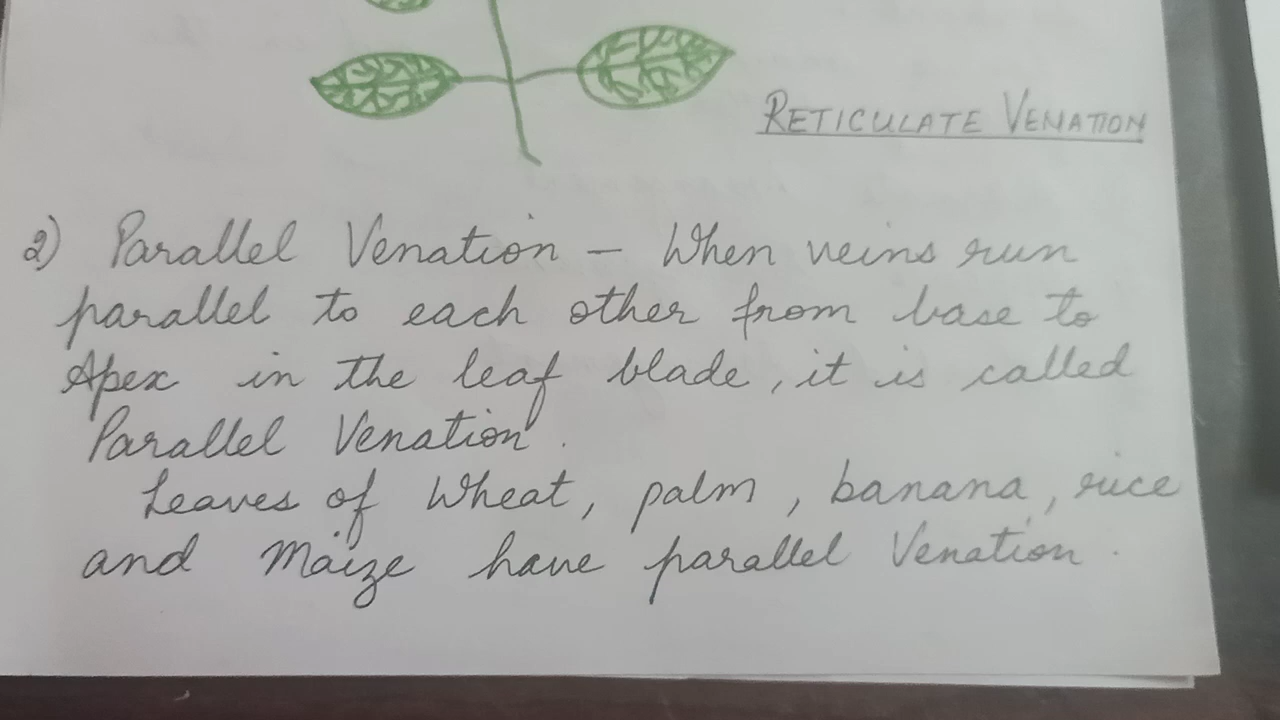 RETICULATE VENATION
2) Parallel Venation – When veins run
parallel to each other from base to
Apex in the leaf blade, it is called
Parallel Venation.
Leaves of Wheat, palm, banana, rice
and Maize have parallel Venation.